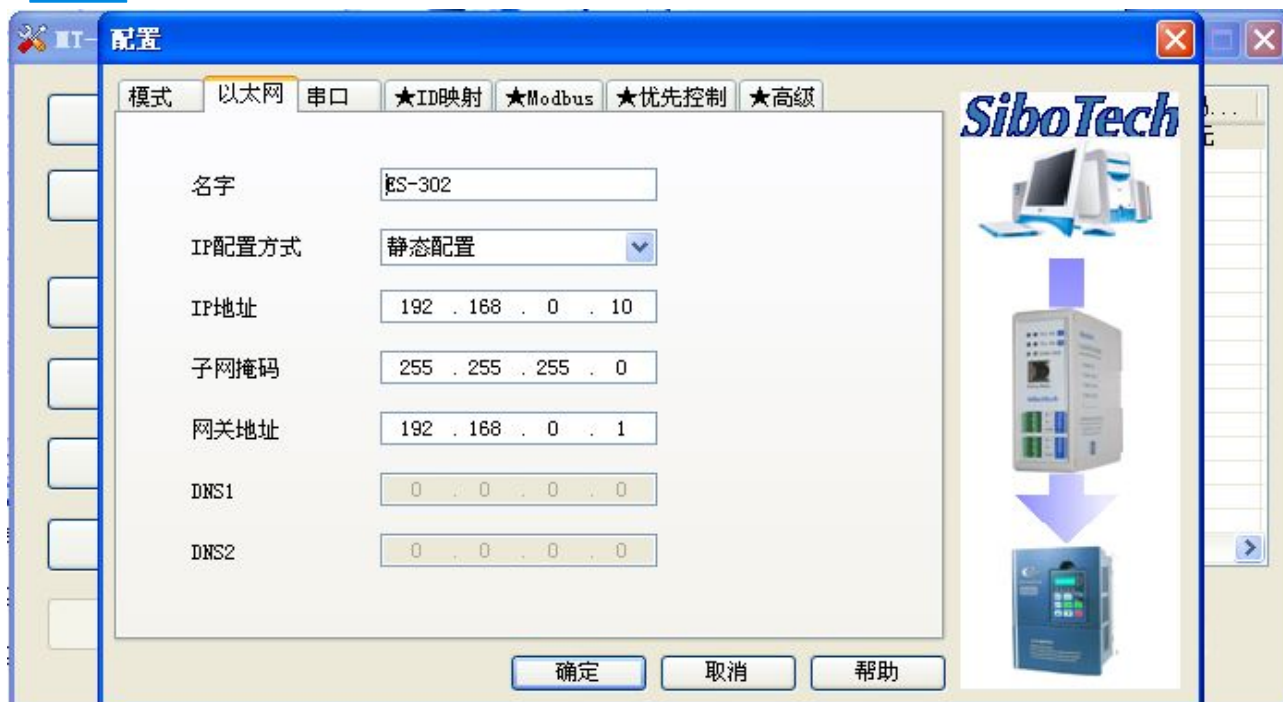 MT-
配置
模式
以太网
串口
★ID映射
★Modbus
★优先控制
★高级
SiboTech
名字
ES-302
IP配置方式
静态配置
IP地址
192 . 168 . 0 . 10
子网掩码
255 . 255 . 255 . 0
网关地址
192 . 168 . 0 . 1
DNS1
0 . 0 . 0 . 0
DNS2
0 . 0 . 0 . 0
确定
取消
帮助